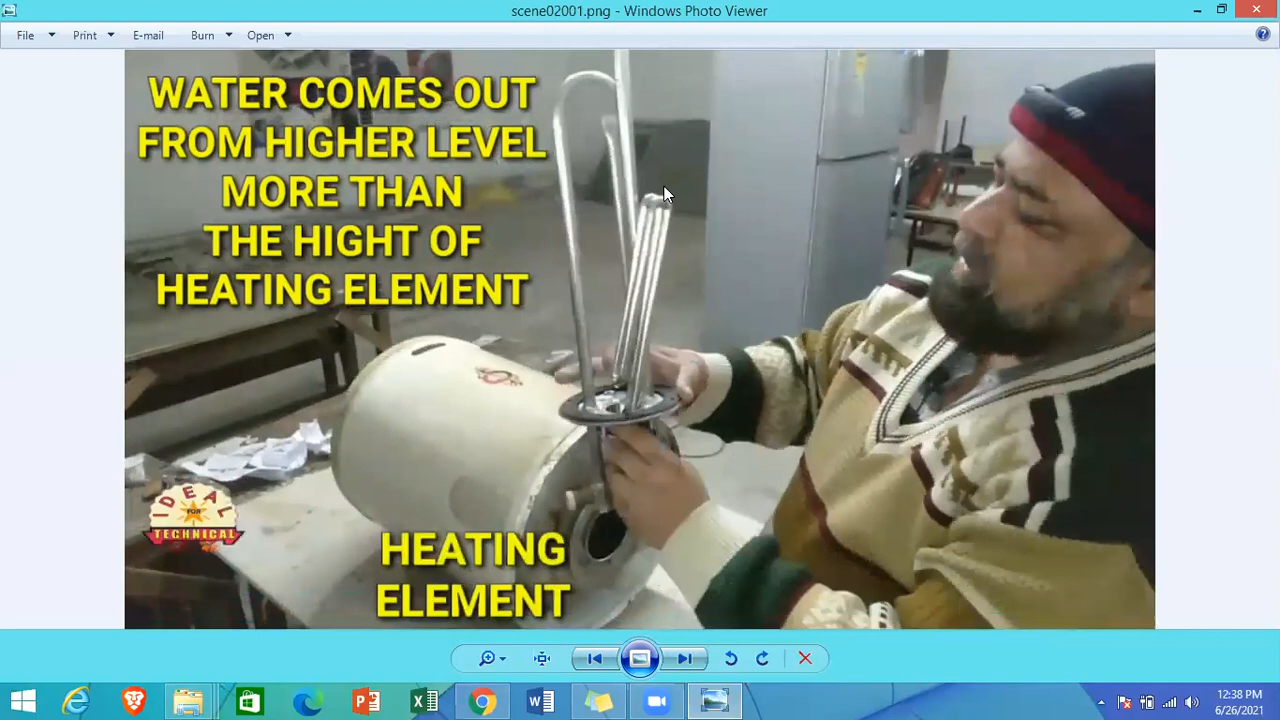 scene02001.png - Windows Photo Viewer
File Print E-mail Burn Open
WATER COMES OUT
FROM HIGHER LEVEL
MORE THAN
THE HIGHT OF
HEATING ELEMENT
IDEAL
FOR
TECHNICAL
HEATING
ELEMENT
12:38 PM
6/26/2021